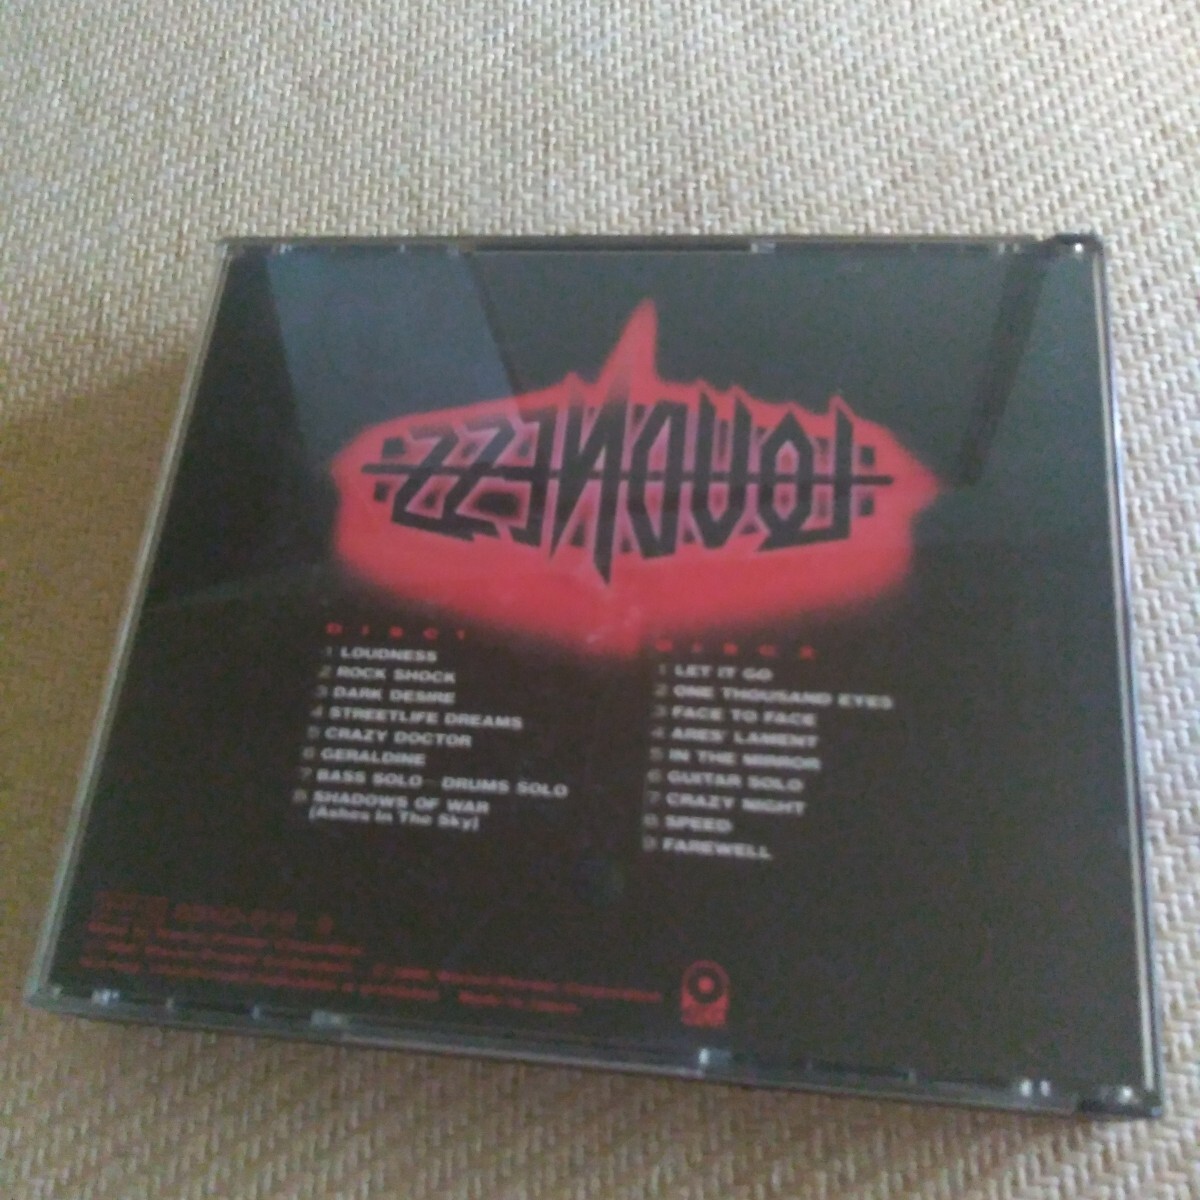 LOUDNESS
DISC 1
1 LOUDNESS
2 ROCK SHOCK
3 DARK DESIRE
4 STREETLIFE DREAMS
5 CRAZY DOCTOR
6 GERALDINE
7 BASS SOLO DRUMS SOLO
8 SHADOWS OF WAR
(Ashes In The Sky)
DISC 2
1 LET IT GO
2 ONE THOUSAND EYES
3 FACE TO FACE
4 ARES' LAMENT
5 IN THE MIRROR
6 GUITAR SOLO
7 CRAZY NIGHT
8 SPEED
9 FAREWELL
Made in Japan